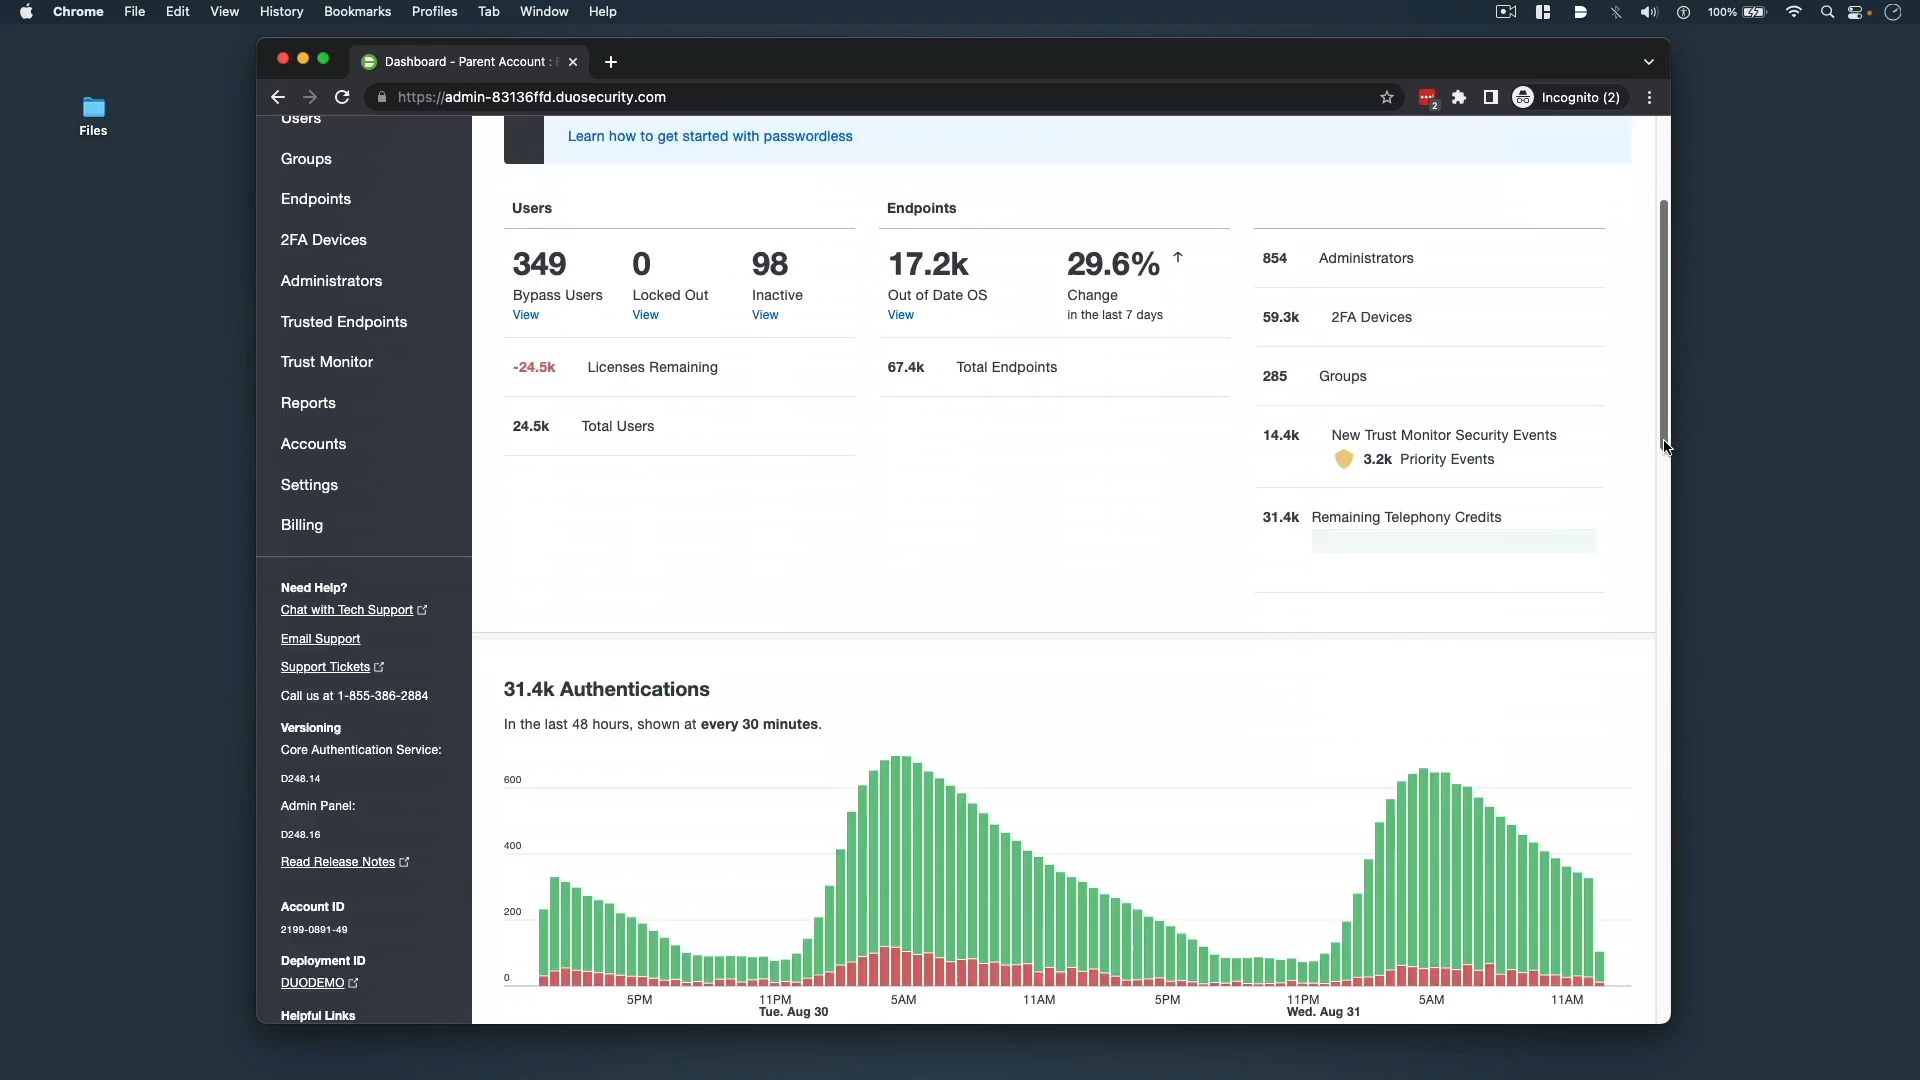 Chrome File Edit View History Bookmarks Profiles Tab Window Help
100%
Files
Dashboard - Parent Account :
https://admin-83136ffd.duosecurity.com
2
Incognito (2)
Users
Groups
Endpoints
2FA Devices
Administrators
Trusted Endpoints
Trust Monitor
Reports
Accounts
Settings
Billing
Need Help?
Chat with Tech Support
Email Support
Support Tickets
Call us at 1-855-386-2884
Versioning
Core Authentication Service:
D248.14
Admin Panel:
D248.16
Read Release Notes
Account ID
2199-0891-49
Deployment ID
DUODEMO
Helpful Links
Learn how to get started with passwordless
Users
349
Bypass Users
View
0
Locked Out
View
98
Inactive
View
-24.5k Licenses Remaining
24.5k Total Users
Endpoints
17.2k
Out of Date OS
View
29.6% ↑
Change
in the last 7 days
67.4k Total Endpoints
854 Administrators
59.3k 2FA Devices
285 Groups
14.4k New Trust Monitor Security Events
3.2k Priority Events
31.4k Remaining Telephony Credits
31.4k Authentications
In the last 48 hours, shown at every 30 minutes.
600
400
200
0
5PM 11PM 5AM 11AM 5PM 11PM 5AM 11AM
Tue. Aug 30 Wed. Aug 31